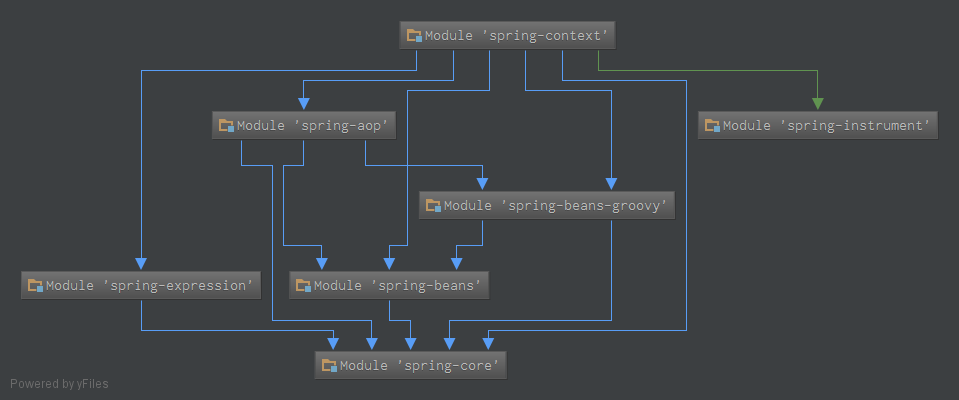 Module 'spring-context'
Module 'spring-aop'
Module 'spring-instrument'
Module 'spring-beans-groovy'
Module 'spring-expression'
Module 'spring-beans'
Module 'spring-core'
Powered by yFiles